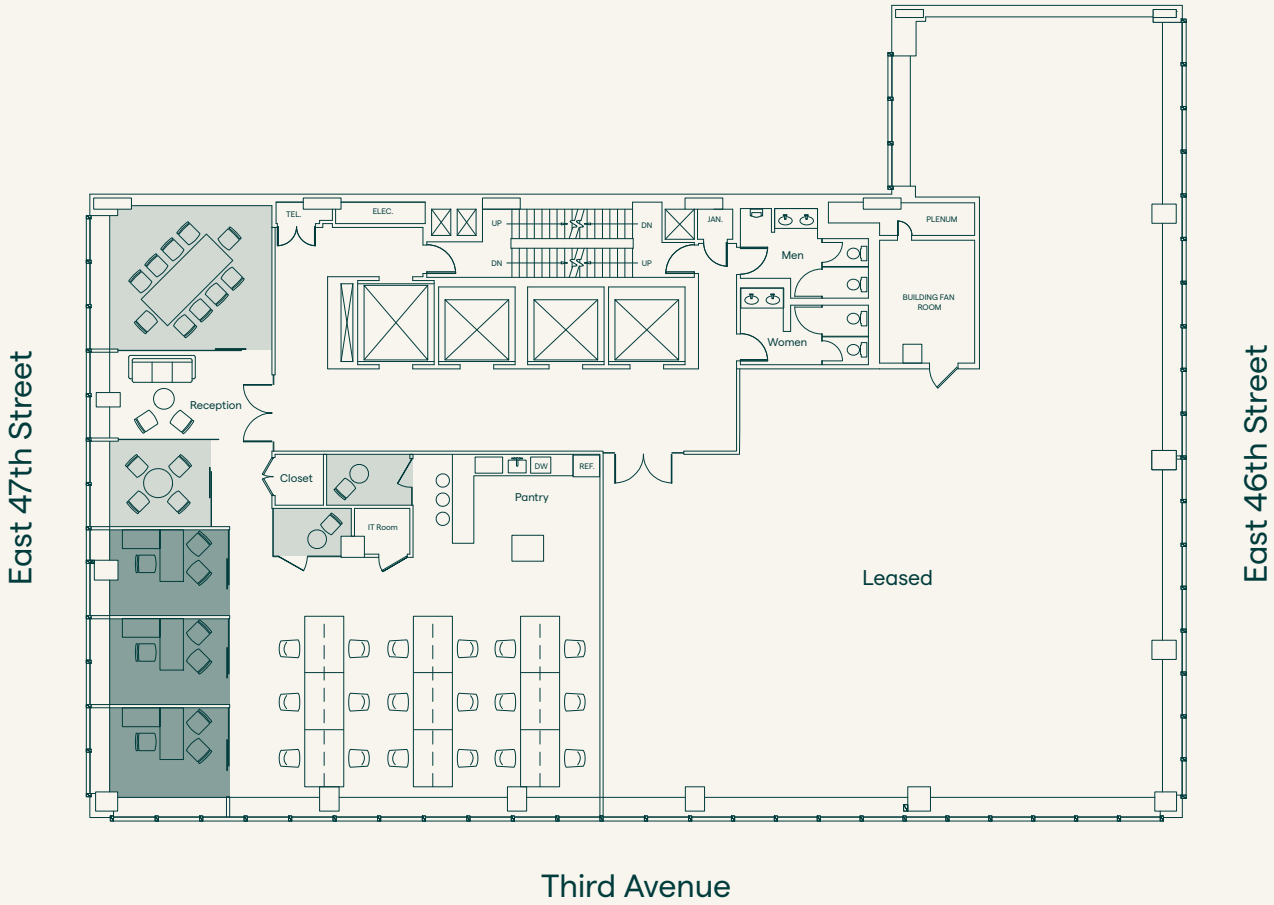 TEL.
ELEC.
UP
DN
DN
UP
JAN.
PLENUM
Men
BUILDING FAN
ROOM
Women
Reception
East 47th Street
East 46th Street
Closet
DW
REF.
Pantry
IT Room
Leased
Third Avenue